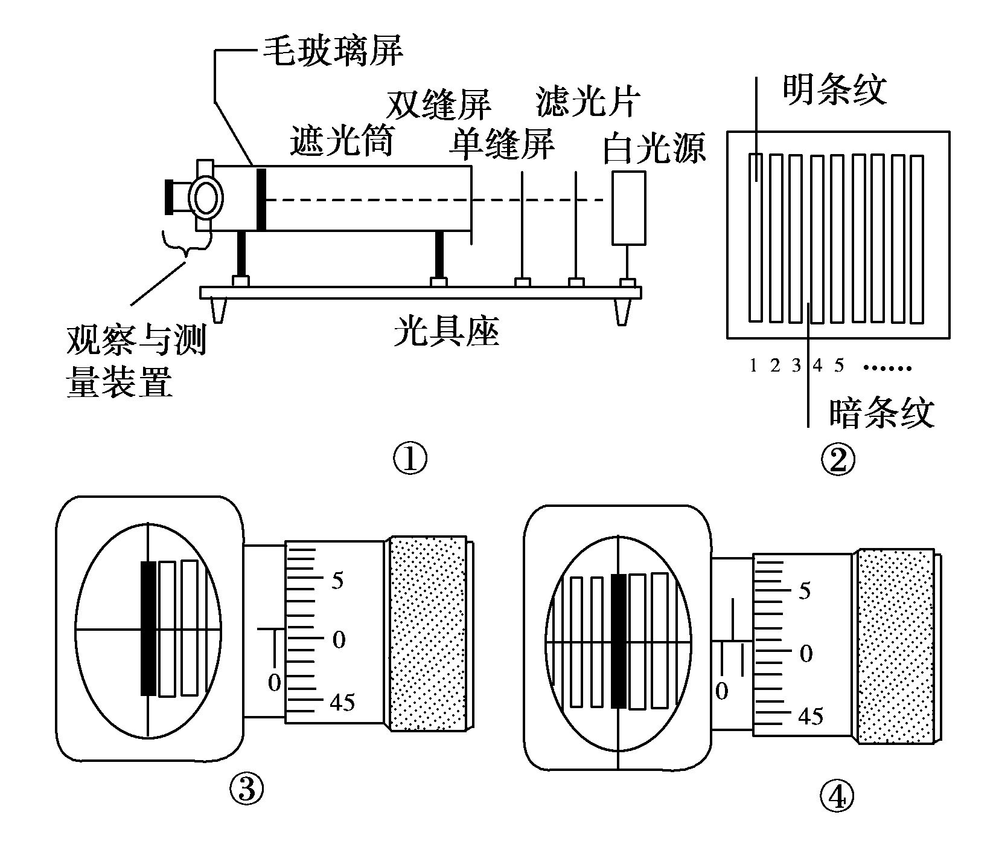 毛玻璃屏
双缝屏
滤光片
遮光筒
单缝屏
白光源
观察与测
量装置
光具座
①
明条纹
1 2 3 4 5 ······
暗条纹
②
5
0
0
45
③
5
0
0
45
④